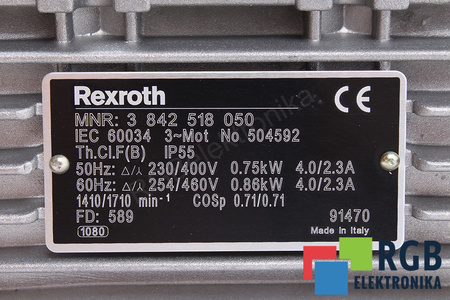 Rexroth
CE
MNR: 3 842 518 050
IEC 60034 3~Mot No 504592
Th.Cl.F(B) IP55
50Hz: △/⅄ 230/400V 0.75kW 4.0/2.3A
60Hz: △/⅄ 254/460V 0.86kW 4.0/2.3A
1410/1710 min⁻¹ COSp 0.71/0.71
FD: 589 91470
1080 Made in Italy
RGB
ELEKTRONIKA